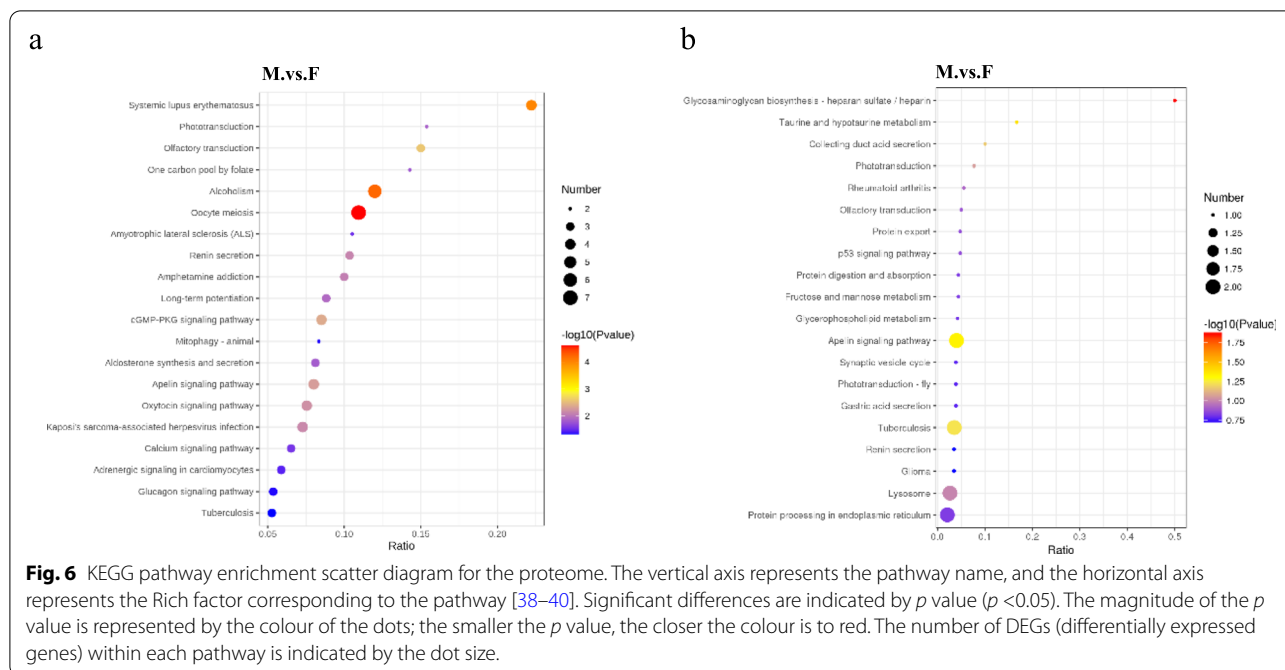 a
M.vs.F
Systemic lupus erythematosus
Phototransduction
Olfactory transduction
One carbon pool by folate
Alcoholism
Oocyte meiosis
Amyotrophic lateral sclerosis (ALS)
Renin secretion
Amphetamine addiction
Long-term potentiation
cGMP-PKG signaling pathway
Mitophagy - animal
Aldosterone synthesis and secretion
Apelin signaling pathway
Oxytocin signaling pathway
Kaposi's sarcoma-associated herpesvirus infection
Calcium signaling pathway
Adrenergic signaling in cardiomyocytes
Glucagon signaling pathway
Tuberculosis
0.05 0.10 0.15 0.20
Ratio
Number
2
3
4
5
6
7
-log10(Pvalue)
4
3
2
b
M.vs.F
Glycosaminoglycan biosynthesis - heparan sulfate / heparin
Taurine and hypotaurine metabolism
Collecting duct acid secretion
Phototransduction
Rheumatoid arthritis
Olfactory transduction
Protein export
p53 signaling pathway
Protein digestion and absorption
Fructose and mannose metabolism
Glycerophospholipid metabolism
Apelin signaling pathway
Synaptic vesicle cycle
Phototransduction - fly
Gastric acid secretion
Tuberculosis
Renin secretion
Glioma
Lysosome
Protein processing in endoplasmic reticulum
0.0 0.1 0.2 0.3 0.4 0.5
Ratio
Number
1.00
1.25
1.50
1.75
2.00
-log10(Pvalue)
1.75
1.50
1.25
1.00
0.75
Fig. 6 KEGG pathway enrichment scatter diagram for the proteome. The vertical axis represents the pathway name, and the horizontal axis
represents the Rich factor corresponding to the pathway [38–40]. Significant differences are indicated by p value (p <0.05). The magnitude of the p
value is represented by the colour of the dots; the smaller the p value, the closer the colour is to red. The number of DEGs (differentially expressed
genes) within each pathway is indicated by the dot size.